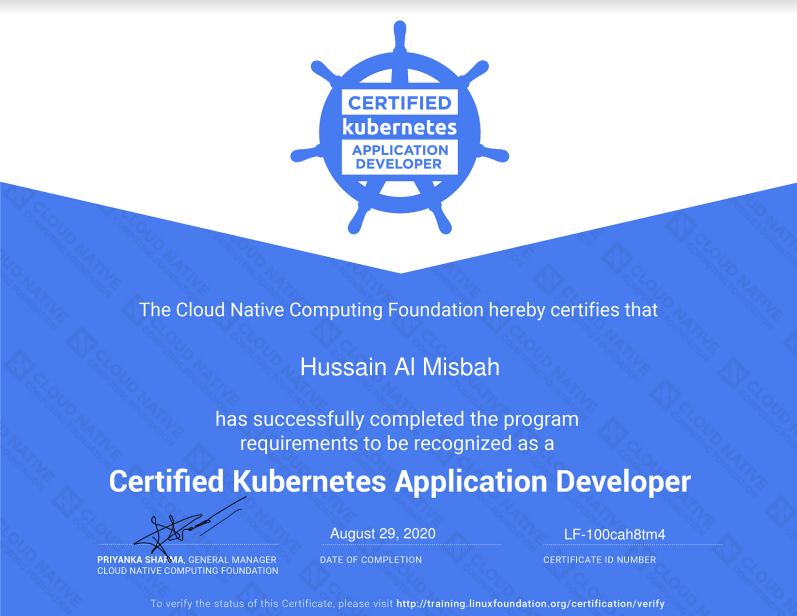 CERTIFIED
kubernetes
APPLICATION
DEVELOPER
The Cloud Native Computing Foundation hereby certifies that
Hussain Al Misbah
has successfully completed the program
requirements to be recognized as a
Certified Kubernetes Application Developer
August 29, 2020
LF-100cah8tm4
PRIYANKA SHARMA, GENERAL MANAGER
CLOUD NATIVE COMPUTING FOUNDATION
DATE OF COMPLETION
CERTIFICATE ID NUMBER
To verify the status of this Certificate, please visit http://training.linuxfoundation.org/certification/verify